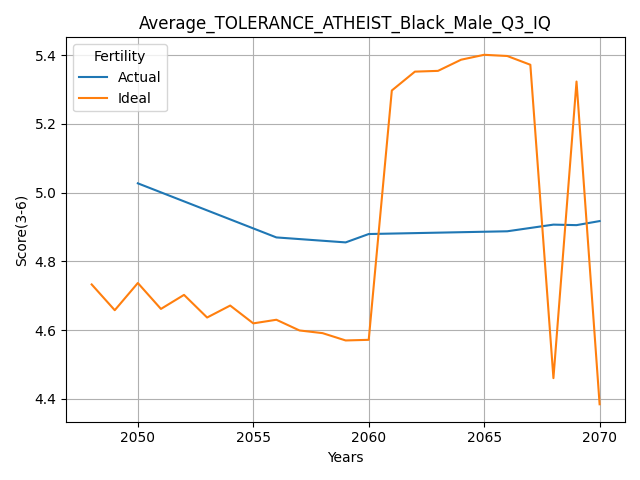 Average_TOLERANCE_ATHEIST_Black_Male_Q3_IQ
Fertility
Actual
Ideal
Score(3-6)
5.4
5.2
5.0
4.8
4.6
4.4
2050 2055 2060 2065 2070
Years